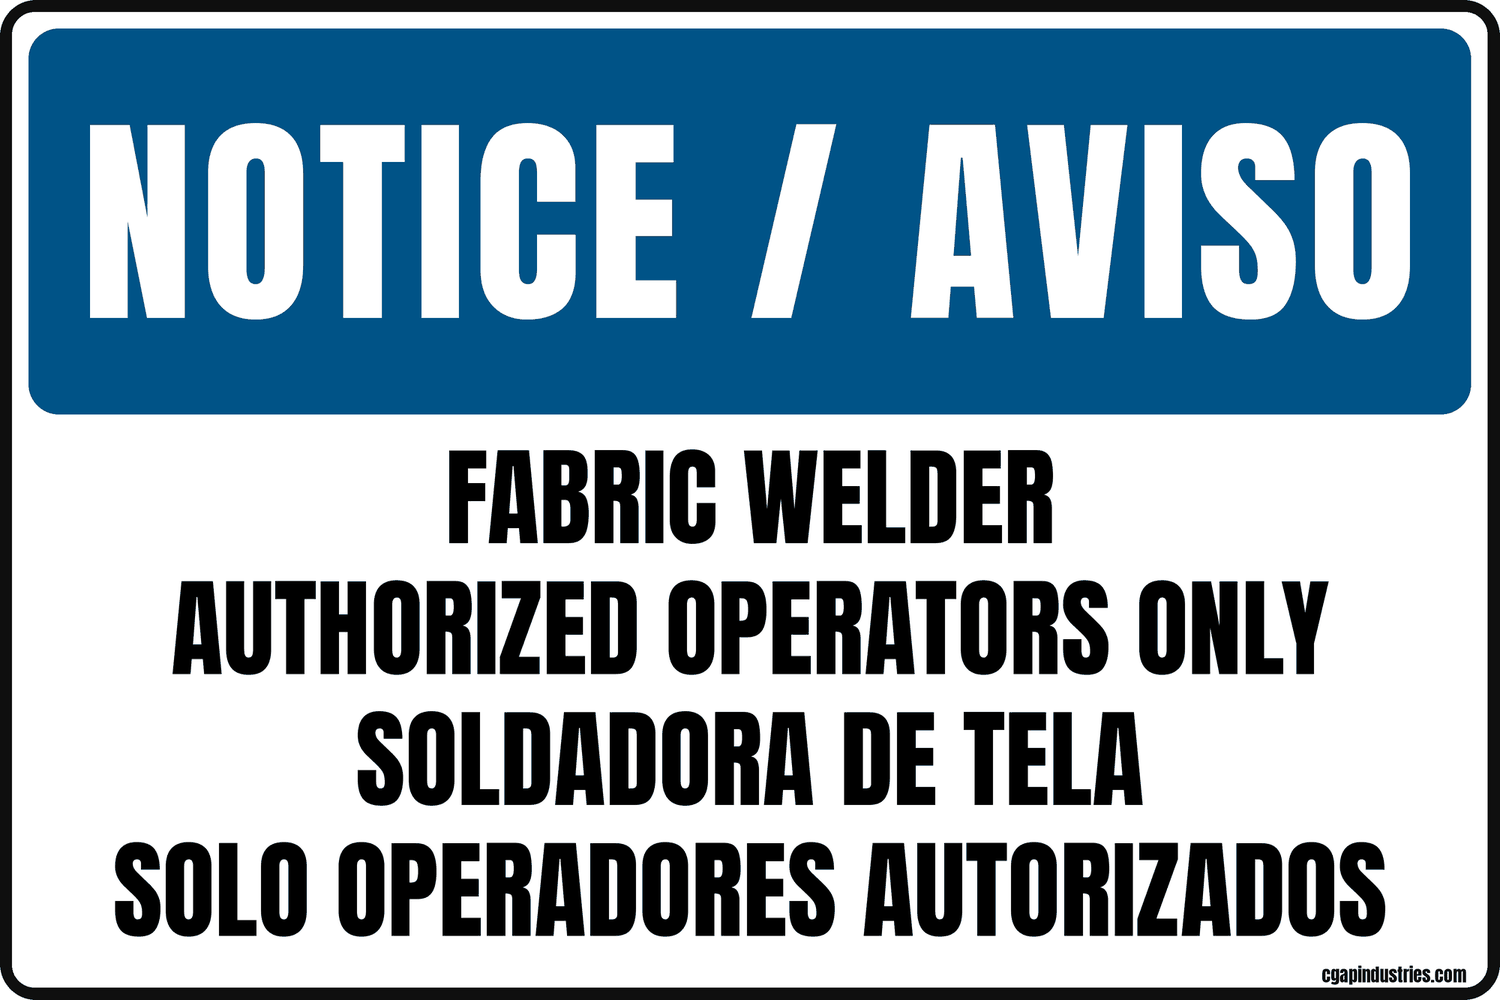 NOTICE / AVISO
FABRIC WELDER
AUTHORIZED OPERATORS ONLY
SOLDADORA DE TELA
SOLO OPERADORES AUTORIZADOS
cgapindustries.com